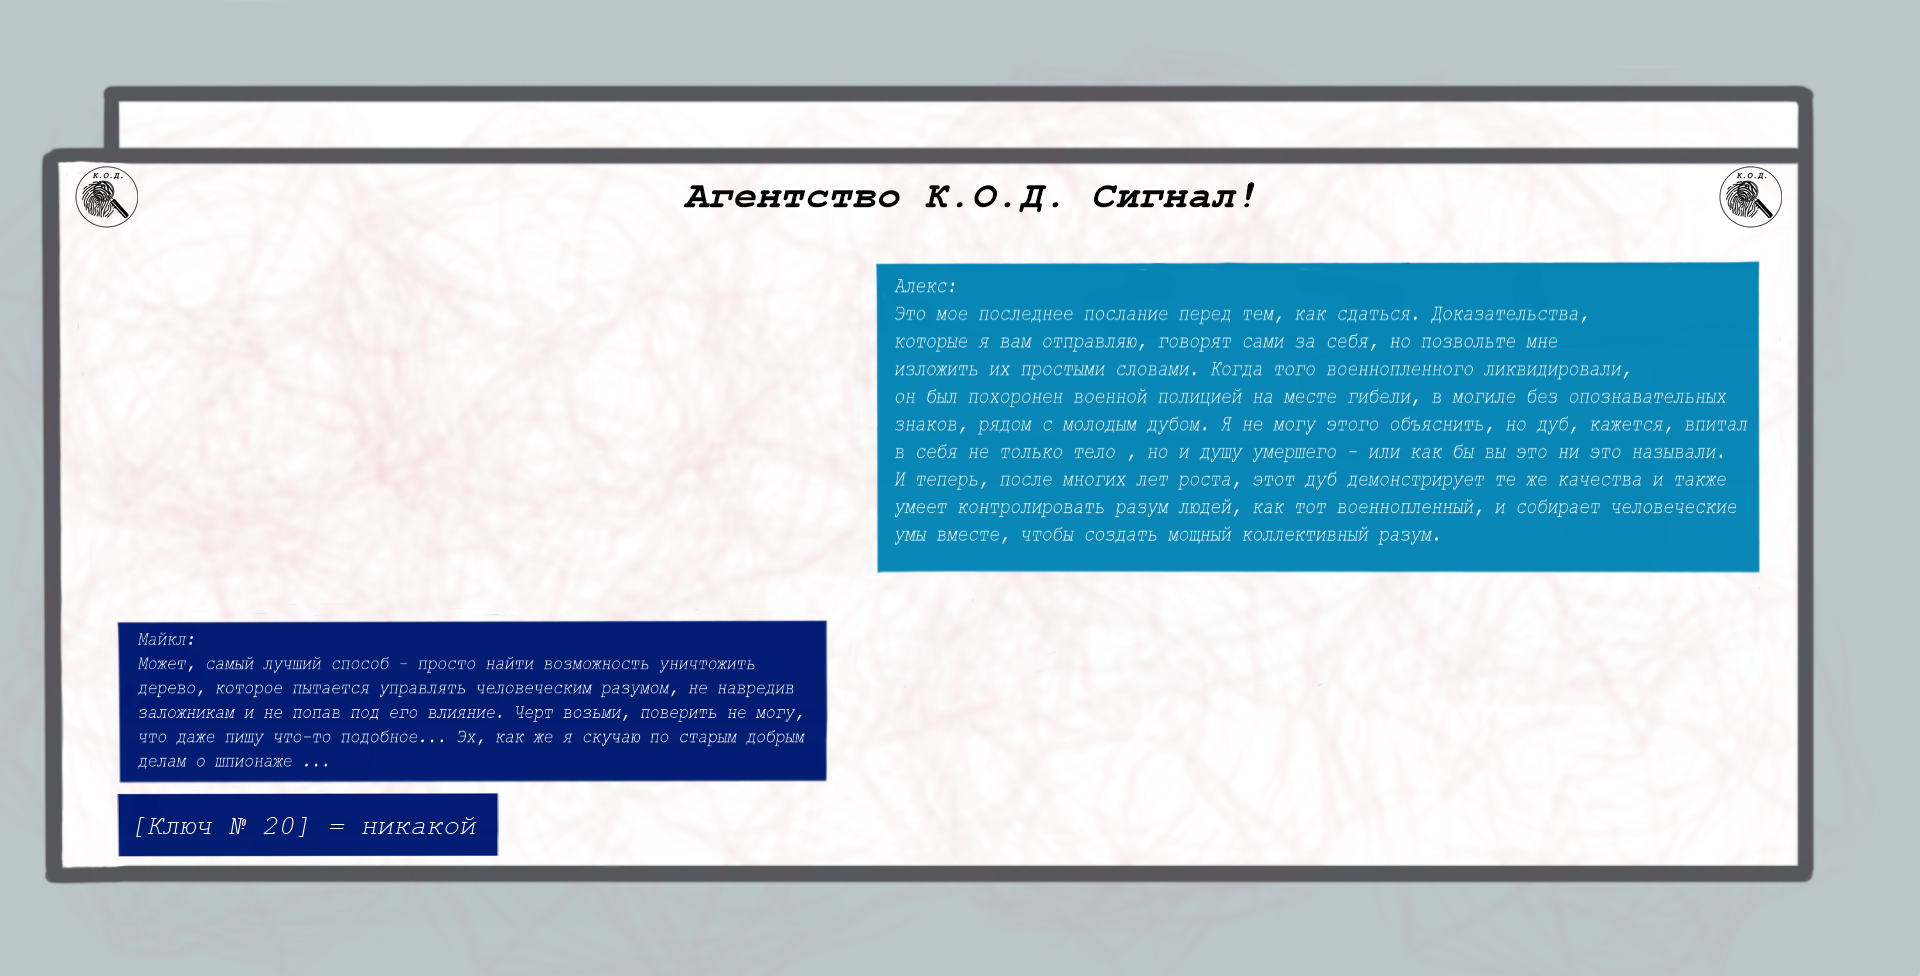 К.О.Д.
Агентство К.О.Д. Сигнал!
К.О.Д.
Алекс:
Это мое последнее послание перед тем, как сдаться. Доказательства,
которые я вам отправляю, говорят сами за себя, но позвольте мне
изложить их простыми словами. Когда того военнопленного ликвидировали,
он был похоронен военной полицией на месте гибели, в могиле без опознавательных
знаков, рядом с молодым дубом. Я не могу этого объяснить, но дуб, кажется, впитал
в себя не только тело , но и душу умершего - или как бы вы это ни это называли.
И теперь, после многих лет роста, этот дуб демонстрирует те же качества и также
умеет контролировать разум людей, как тот военнопленный, и собирает человеческие
умы вместе, чтобы создать мощный коллективный разум.
Майкл:
Может, самый лучший способ - просто найти возможность уничтожить
дерево, которое пытается управлять человеческим разумом, не навредив
заложникам и не попав под его влияние. Черт возьми, поверить не могу,
что даже пишу что-то подобное... Эх, как же я скучаю по старым добрым
делам о шпионаже ...
[Ключ № 20] = никакой